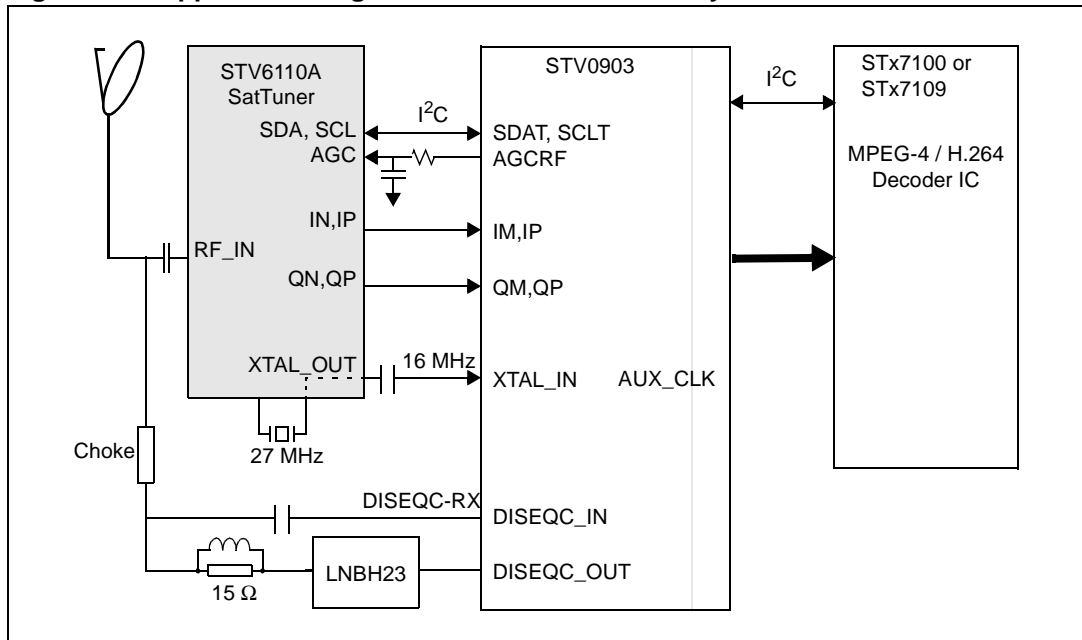 STV6110A
SatTuner
SDA, SCL
AGC
IN,IP
RF_IN
QN,QP
XTAL_OUT
27 MHz
I²C
16 MHz
STV0903
SDAT, SCLT
AGCRF
IM,IP
QM,QP
XTAL_IN
AUX_CLK
DISEQC_IN
DISEQC_OUT
I²C
STx7100 or
STx7109
MPEG-4 / H.264
Decoder IC
Choke
DISEQC-RX
15 Ω
LNBH23